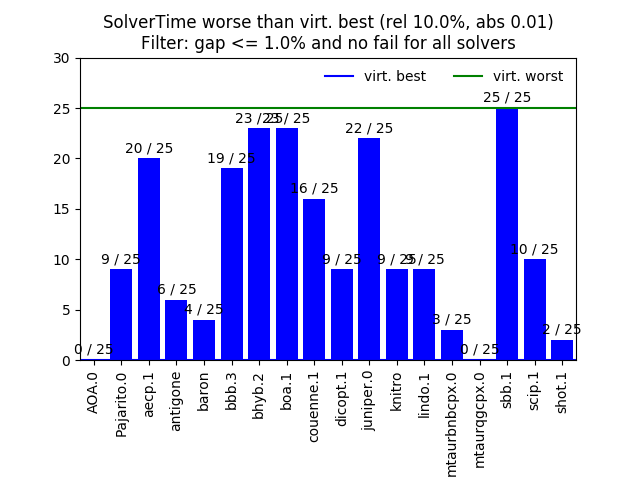 SolverTime worse than virt. best (rel 10.0%, abs 0.01)
Filter: gap <= 1.0% and no fail for all solvers
virt. best
virt. worst
30
25
20
15
10
5
0
0 / 25
9 / 25
20 / 25
6 / 25
4 / 25
19 / 25
23 / 25
23 / 25
16 / 25
9 / 25
22 / 25
9 / 25
9 / 25
3 / 25
0 / 25
25 / 25
10 / 25
2 / 25
AOA.0
Pajarito.0
aecp.1
antigone
baron
bbb.3
bhyb.2
boa.1
couenne.1
dicopt.1
juniper.0
knitro
lindo.1
mtaurbnbcpx.0
mtaurqgcpx.0
sbb.1
scip.1
shot.1